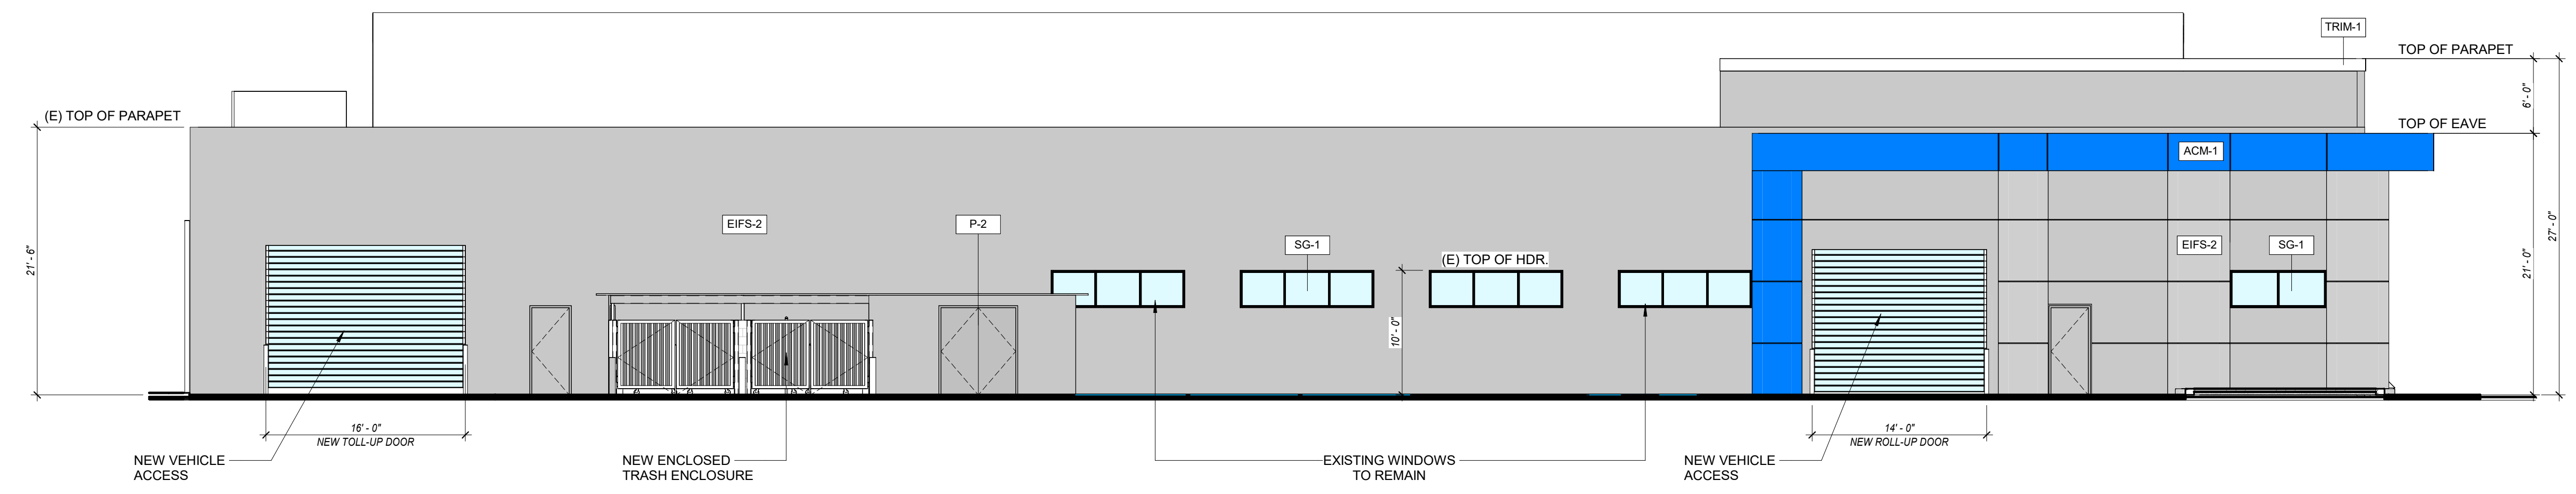 TRIM-1
TOP OF PARAPET
6' - 0"
(E) TOP OF PARAPET
TOP OF EAVE
ACM-1
EIFS-2
P-2
SG-1
(E) TOP OF HDR.
EIFS-2
SG-1
21' - 6"
10' - 0"
21' - 0"
27' - 0"
16' - 0"
NEW TOLL-UP DOOR
14' - 0"
NEW ROLL-UP DOOR
NEW VEHICLE
ACCESS
NEW ENCLOSED
TRASH ENCLOSURE
EXISTING WINDOWS
TO REMAIN
NEW VEHICLE
ACCESS